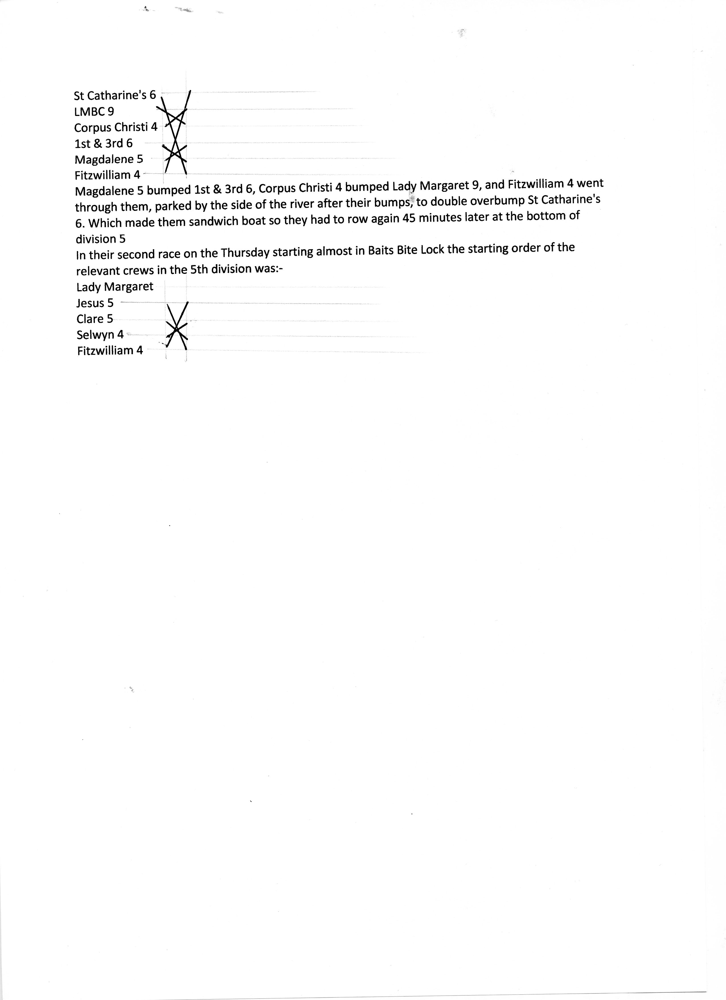 St Catharine's 6
LMBC 9
Corpus Christi 4
1st & 3rd 6
Magdalene 5
Fitzwilliam 4
Magdalene 5 bumped 1st & 3rd 6, Corpus Christi 4 bumped Lady Margaret 9, and Fitzwilliam 4 went
through them, parked by the side of the river after their bumps, to double overbump St Catharine's
6. Which made them sandwich boat so they had to row again 45 minutes later at the bottom of
division 5
In their second race on the Thursday starting almost in Baits Bite Lock the starting order of the
relevant crews in the 5th division was:-
Lady Margaret
Jesus 5
Clare 5
Selwyn 4
Fitzwilliam 4